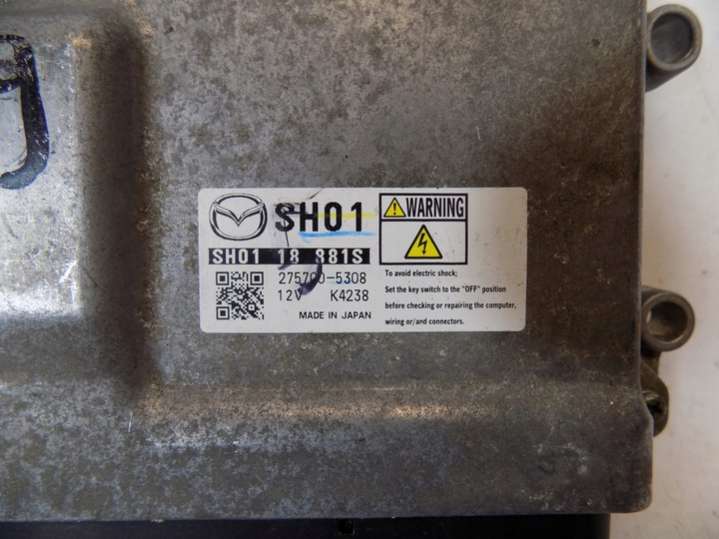 SH01
SH01 18 881S
275700-5308
12V K4238
MADE IN JAPAN
WARNING
To avoid electric shock;
Set the key switch to the "OFF" position
before checking or repairing the computer,
wiring or/and connectors.